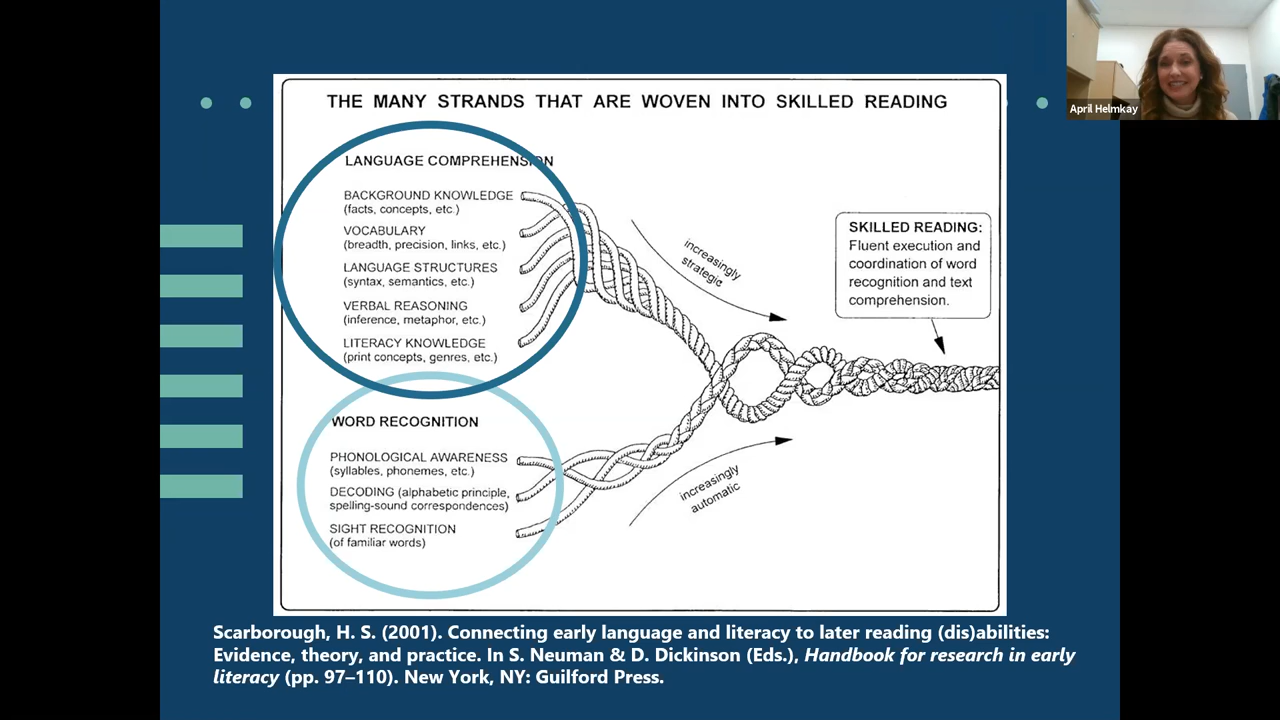 THE MANY STRANDS THAT ARE WOVEN INTO SKILLED READING
LANGUAGE COMPREHENSION
BACKGROUND KNOWLEDGE
(facts, concepts, etc.)
VOCABULARY
(breadth, precision, links, etc.)
LANGUAGE STRUCTURES
(syntax, semantics, etc.)
VERBAL REASONING
(inference, metaphor, etc.)
LITERACY KNOWLEDGE
(print concepts, genres, etc.)
WORD RECOGNITION
PHONOLOGICAL AWARENESS
(syllables, phonemes, etc.)
DECODING (alphabetic principle,
spelling-sound correspondences)
SIGHT RECOGNITION
(of familiar words)
increasingly
strategic
increasingly
automatic
SKILLED READING:
Fluent execution and
coordination of word
recognition and text
comprehension.
April Helmkay
Scarborough, H. S. (2001). Connecting early language and literacy to later reading (dis)abilities:
Evidence, theory, and practice. In S. Neuman & D. Dickinson (Eds.), Handbook for research in early
literacy (pp. 97–110). New York, NY: Guilford Press.